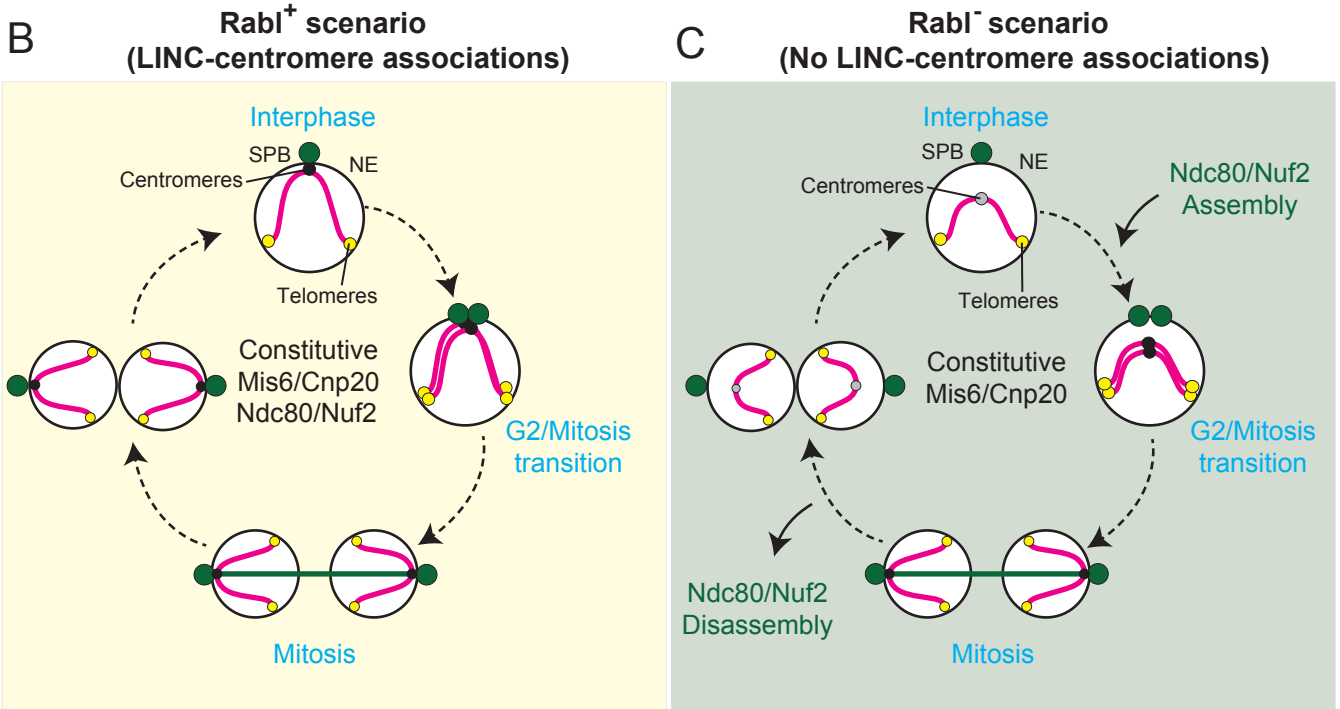 B
Rabl+ scenario
(LINC-centromere associations)
Interphase
SPB
NE
Centromeres
Telomeres
Constitutive
Mis6/Cnp20
Ndc80/Nuf2
G2/Mitosis
transition
Mitosis
C
Rabl- scenario
(No LINC-centromere associations)
Interphase
SPB
NE
Centromeres
Ndc80/Nuf2
Assembly
Telomeres
Constitutive
Mis6/Cnp20
G2/Mitosis
transition
Ndc80/Nuf2
Disassembly
Mitosis